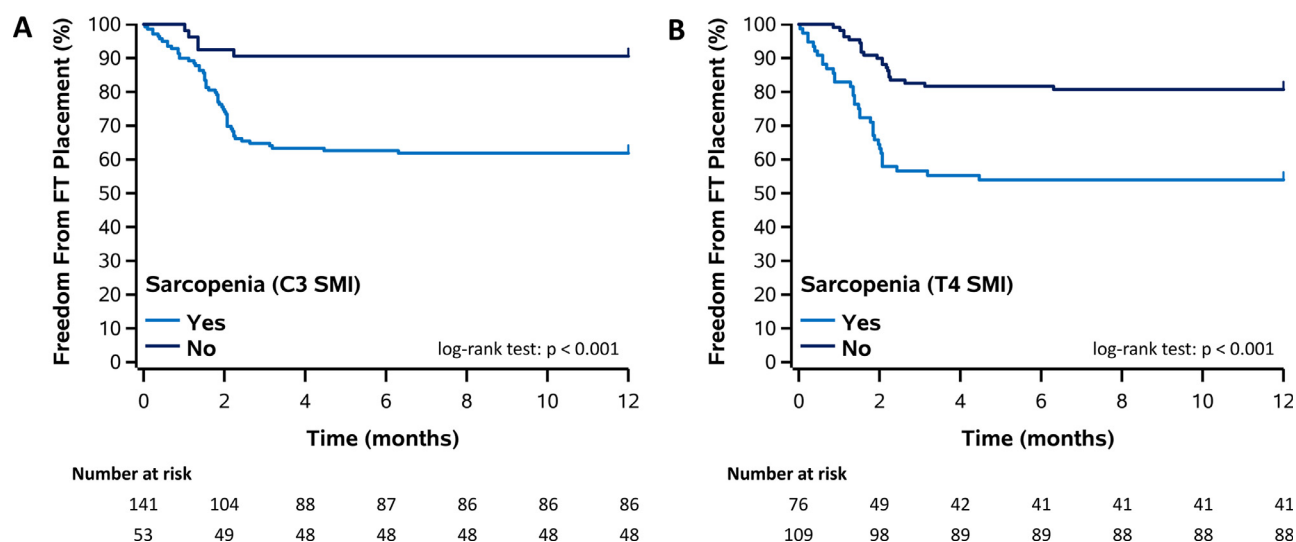 A
Freedom From FT Placement (%)
100
90
80
70
60
50
40
30
20
10
0
Sarcopenia (C3 SMI)
Yes
No
log-rank test: p < 0.001
0 2 4 6 8 10 12
Time (months)
Number at risk
141 104 88 87 86 86 86
53 49 48 48 48 48 48
B
Freedom From FT Placement (%)
100
90
80
70
60
50
40
30
20
10
0
Sarcopenia (T4 SMI)
Yes
No
log-rank test: p < 0.001
0 2 4 6 8 10 12
Time (months)
Number at risk
76 49 42 41 41 41 41
109 98 89 89 88 88 88